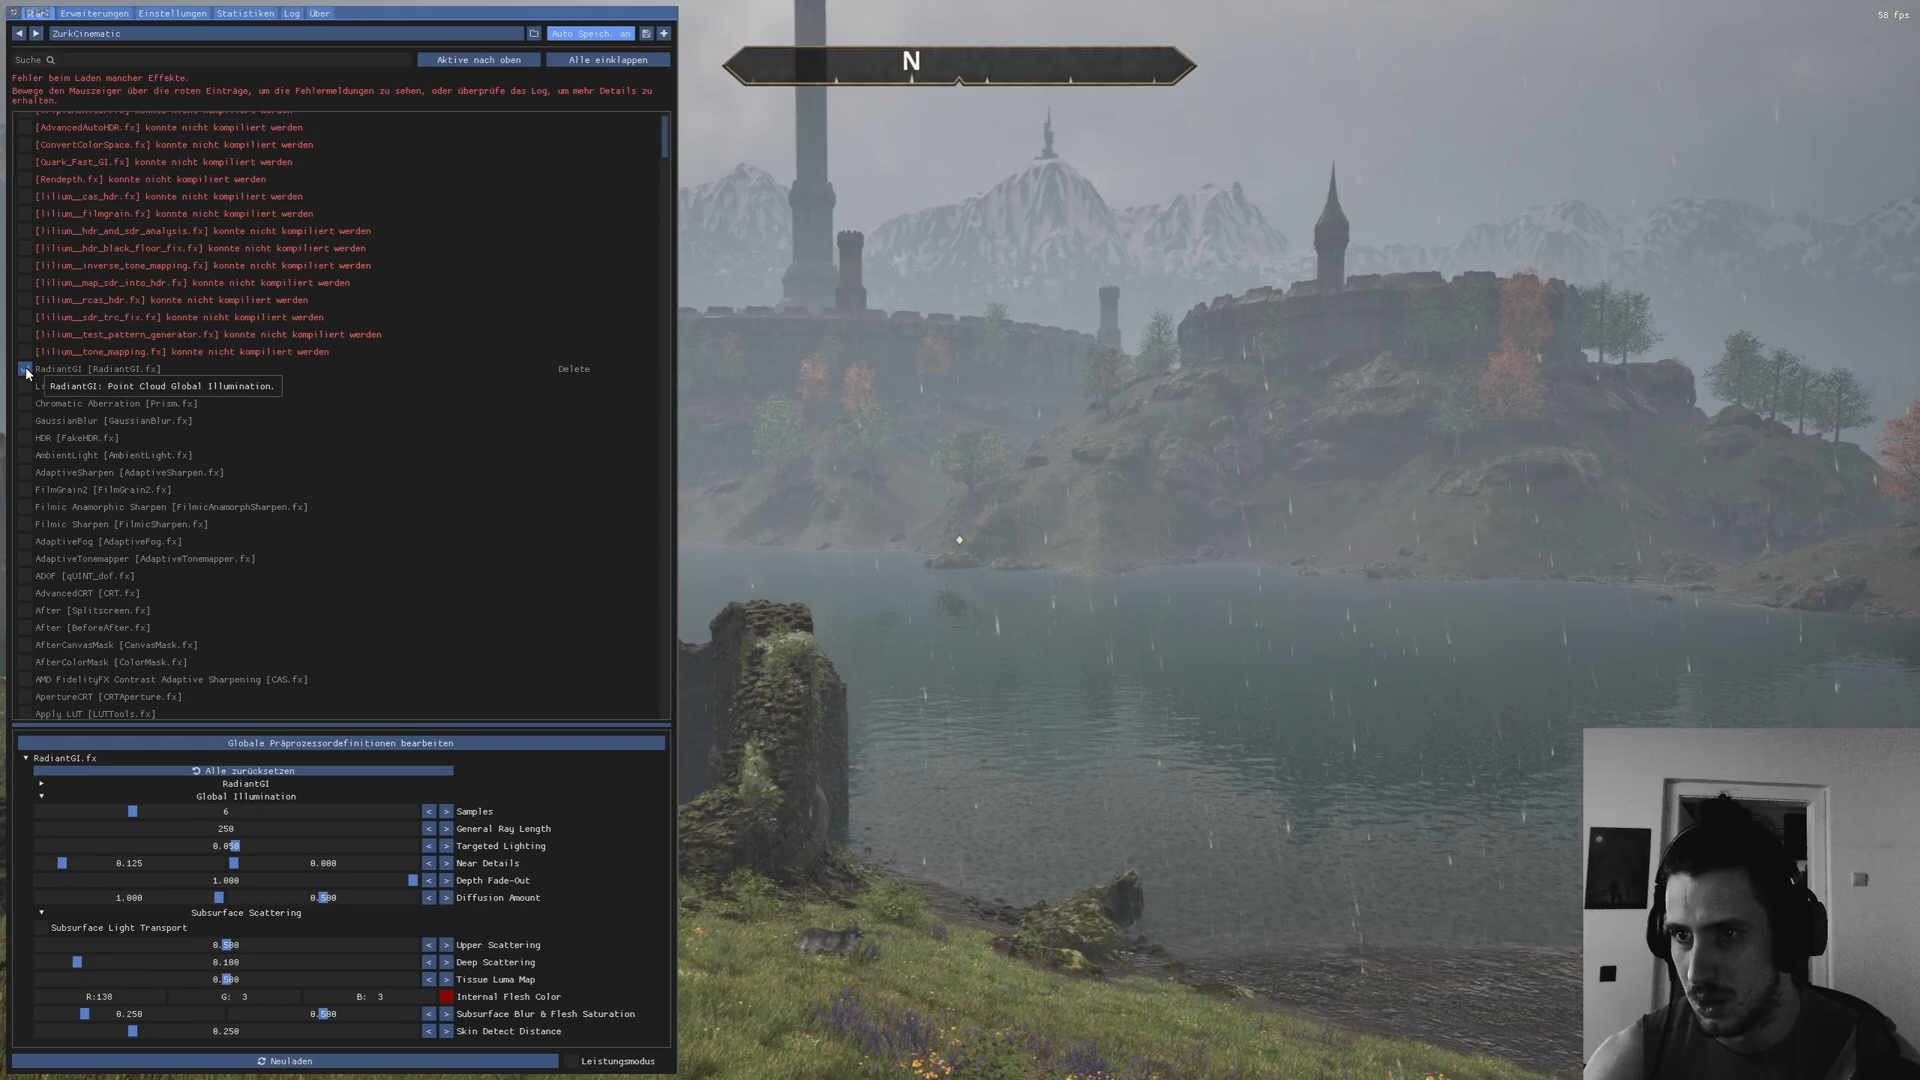 Start Erweiterungen Einstellungen Statistiken Log Über
58 fps
ZurkCinematic
Auto Speich. an
Suche
Aktive nach oben
Alle einklappen
Fehler beim Laden mancher Effekte.
Bewege den Mauszeiger über die roten Einträge, um die Fehlermeldungen zu sehen, oder überprüfe das Log, um mehr Details zu
erhalten.
N
[AdvancedAutoHDR.fx] konnte nicht kompiliert werden
[ConvertColorSpace.fx] konnte nicht kompiliert werden
[Quark_Fast_GI.fx] konnte nicht kompiliert werden
[Rendepth.fx] konnte nicht kompiliert werden
[lilium__cas_hdr.fx] konnte nicht kompiliert werden
[lilium__filmgrain.fx] konnte nicht kompiliert werden
[lilium__hdr_and_sdr_analysis.fx] konnte nicht kompiliert werden
[lilium__hdr_black_floor_fix.fx] konnte nicht kompiliert werden
[lilium__inverse_tone_mapping.fx] konnte nicht kompiliert werden
[lilium__map_sdr_into_hdr.fx] konnte nicht kompiliert werden
[lilium__rcas_hdr.fx] konnte nicht kompiliert werden
[lilium__sdr_trc_fix.fx] konnte nicht kompiliert werden
[lilium__test_pattern_generator.fx] konnte nicht kompiliert werden
[lilium__tone_mapping.fx] konnte nicht kompiliert werden
RadiantGI [RadiantGI.fx] Delete
RadiantGI: Point Cloud Global Illumination.
Chromatic Aberration [Prism.fx]
GaussianBlur [GaussianBlur.fx]
HDR [FakeHDR.fx]
AmbientLight [AmbientLight.fx]
AdaptiveSharpen [AdaptiveSharpen.fx]
FilmGrain2 [FilmGrain2.fx]
Filmic Anamorphic Sharpen [FilmicAnamorphSharpen.fx]
Filmic Sharpen [FilmicSharpen.fx]
AdaptiveFog [AdaptiveFog.fx]
AdaptiveTonemapper [AdaptiveTonemapper.fx]
ADOF [qUINT_dof.fx]
AdvancedCRT [CRT.fx]
After [Splitscreen.fx]
After [BeforeAfter.fx]
AfterCanvasMask [CanvasMask.fx]
AfterColorMask [ColorMask.fx]
AMD FidelityFX Contrast Adaptive Sharpening [CAS.fx]
ApertureCRT [CRTAperture.fx]
Apply LUT [LUTTools.fx]
Globale Präprozessordefinitionen bearbeiten
RadiantGI.fx
Alle zurücksetzen
RadiantGI
Global Illumination
6 < > Samples
250 General Ray Length
0.050 < > Targeted Lighting
0.125 0.000 < > Near Details
1.000 < > Depth Fade-Out
1.000 0.500 < > Diffusion Amount
Subsurface Scattering
Subsurface Light Transport
0.500 < > Upper Scattering
0.100 < > Deep Scattering
0.500 < > Tissue Luma Map
R:138 G: 3 B: 3 Internal Flesh Color
0.250 0.500 < > Subsurface Blur & Flesh Saturation
0.250 < > Skin Detect Distance
Neuladen
Leistungsmodus